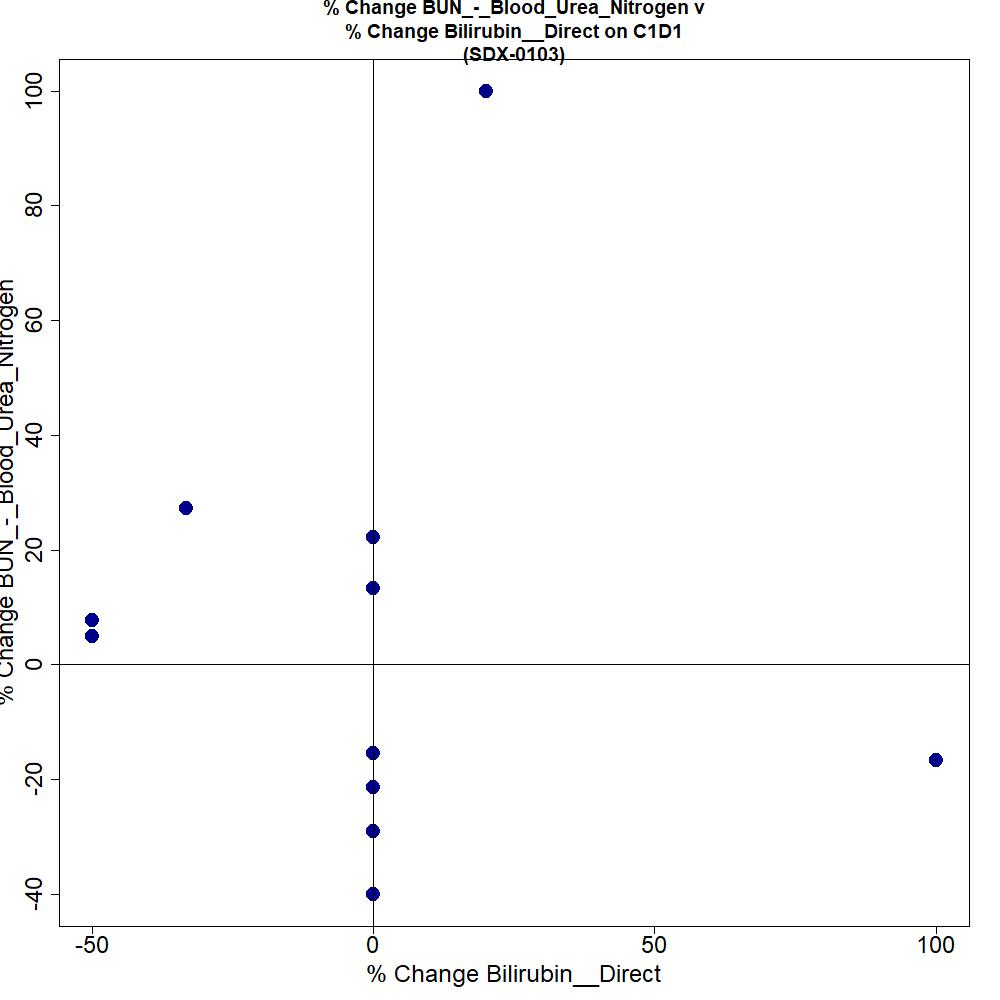 % Change BUN_-_Blood_Urea_Nitrogen v
% Change Bilirubin__Direct on C1D1
(SDX-0103)
% Change BUN_-_Blood_Urea_Nitrogen
100
80
60
40
20
0
-20
-40
-50
0
50
100
% Change Bilirubin__Direct